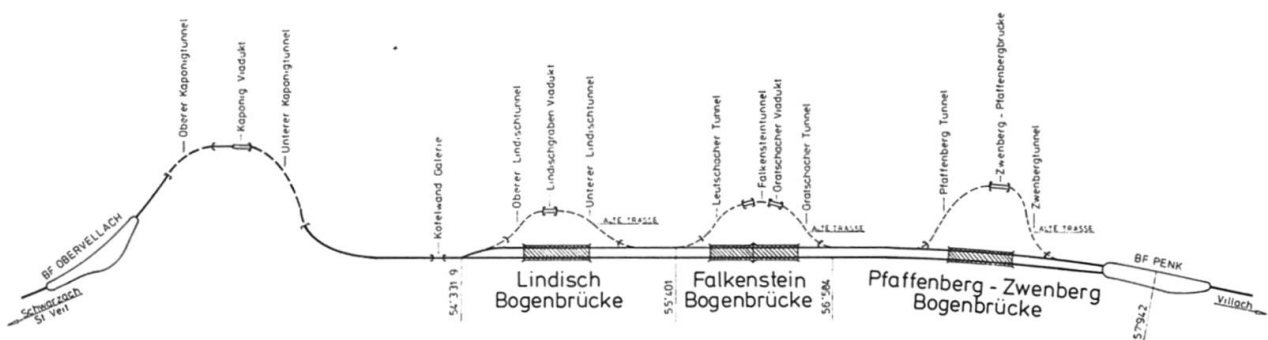 Oberer Kaponigtunnel
Kaponig Viadukt
Unterer Kaponigtunnel
Kofelwand Galerie
Oberer Lindischtunnel
Lindischgraben Viadukt
Unterer Lindischtunnel
ALTE TRASSE
Leutschacher Tunnel
Falkensteintunnel
Gratschacher Viadukt
Gratschacher Tunnel
ALTE TRASSE
Pfaffenberg Tunnel
Zwenberg - Pfaffenbergbrücke
Zwenbergtunnel
ALTE TRASSE
BF OBERVELLACH
Schwarzach
St Veit
54'331 9
Lindisch
Bogenbrücke
55'401
Falkenstein
Bogenbrücke
56'584
Pfaffenberg - Zwenberg
Bogenbrücke
BF PENK
57'942
Villach